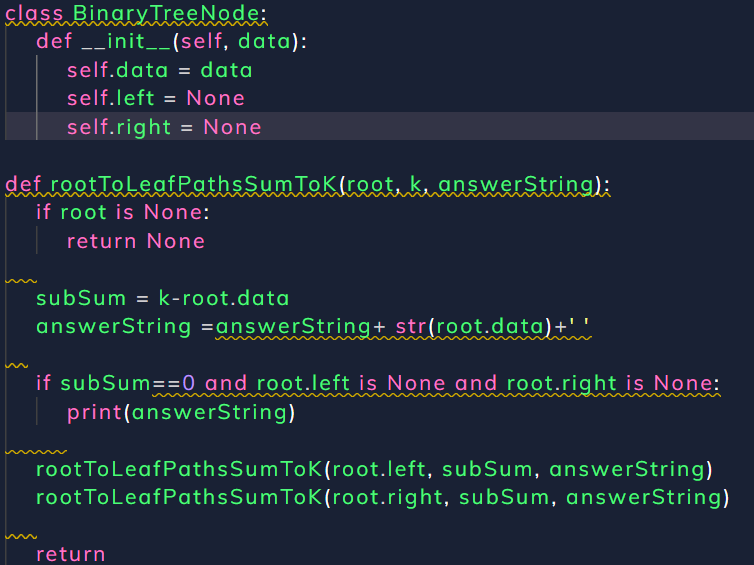 class BinaryTreeNode:
    def __init__(self, data):
        self.data = data
        self.left = None
        self.right = None
def rootToLeafPathsSumToK(root, k, answerString):
    if root is None:
        return None
    subSum = k-root.data
    answerString =answerString+ str(root.data)+' '
    if subSum==0 and root.left is None and root.right is None:
        print(answerString)
    rootToLeafPathsSumToK(root.left, subSum, answerString)
    rootToLeafPathsSumToK(root.right, subSum, answerString)
    return